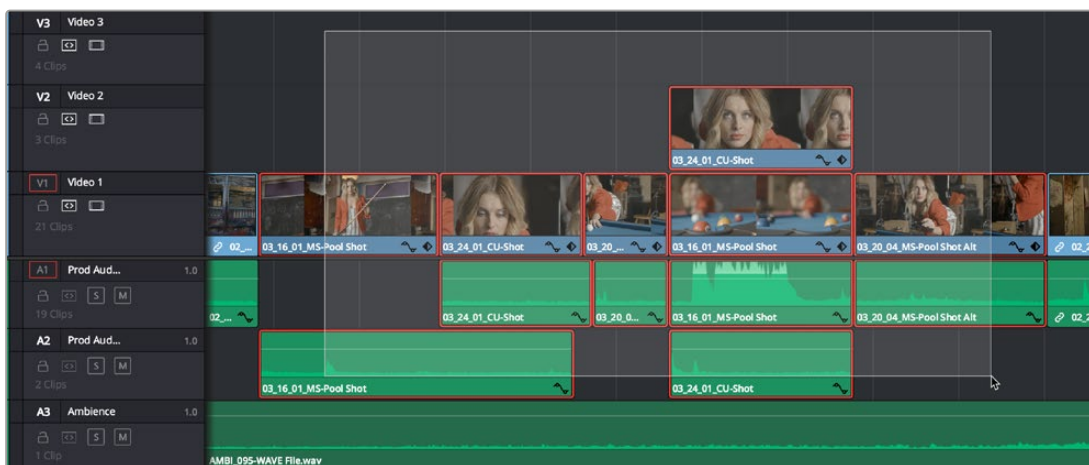 V3 Video 3
4 Clips
V2 Video 2
3 Clips
03_24_01_CU-Shot
V1 Video 1
21 Clips
02_...
03_16_01_MS-Pool Shot
03_24_01_CU-Shot
03_20_...
03_16_01_MS-Pool Shot
03_20_04_MS-Pool Shot Alt
02_2
A1 Prod Aud... 1.0
S M
19 Clips
02_...
03_24_01_CU-Shot
03_20_0...
03_16_01_MS-Pool Shot
03_20_04_MS-Pool Shot Alt
02_2
A2 Prod Aud... 1.0
S M
2 Clips
03_16_01_MS-Pool Shot
03_24_01_CU-Shot
A3 Ambience 1.0
S M
1 Clip
AMBI_095-WAVE File.wav